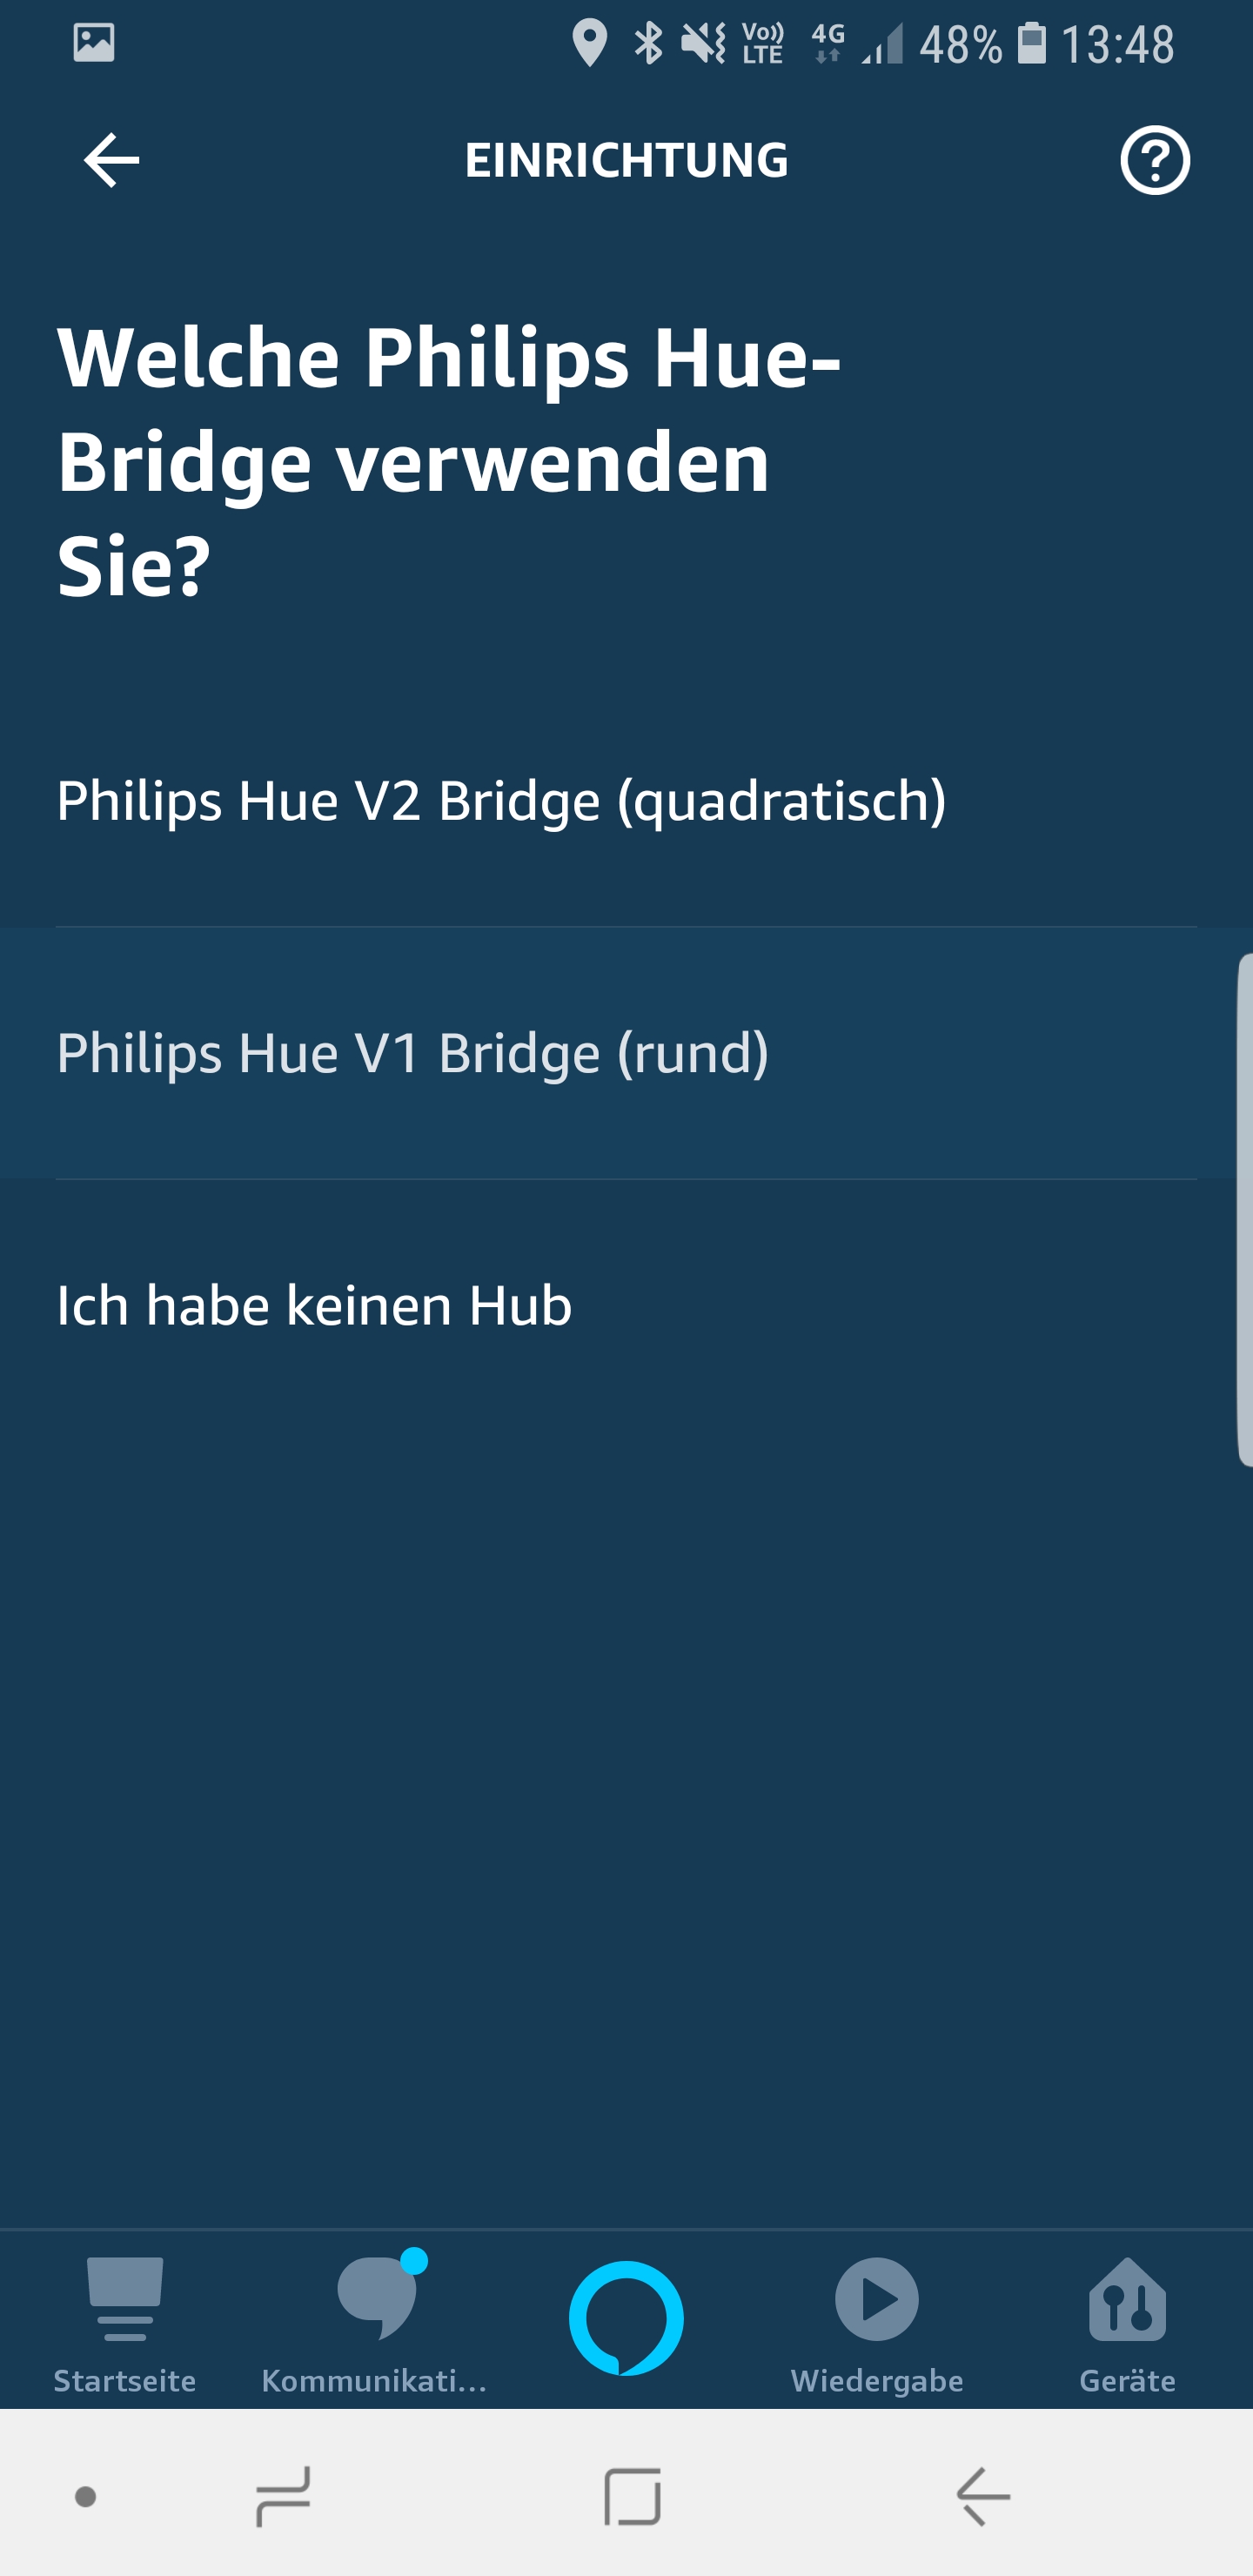 Vo)) LTE 4G 48% 13:48
EINRICHTUNG
Welche Philips Hue-
Bridge verwenden
Sie?
Philips Hue V2 Bridge (quadratisch)
Philips Hue V1 Bridge (rund)
Ich habe keinen Hub
Startseite Kommunikati... Wiedergabe Geräte